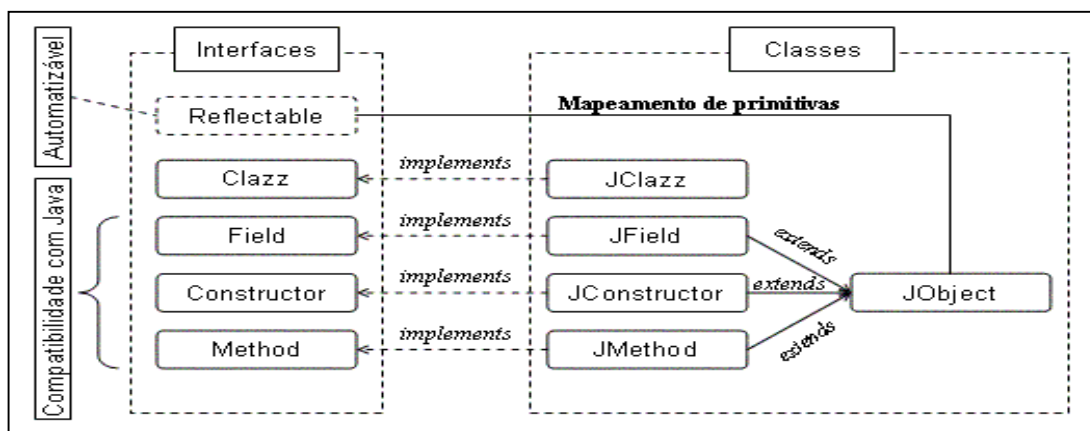 Automatizável
Compatibilidade com Java
Interfaces
Classes
Reflectable
Mapeamento de primitivas
Clazz
implements
JClazz
Field
implements
JField
extends
Constructor
implements
JConstructor
extends
JObject
Method
implements
JMethod
extends